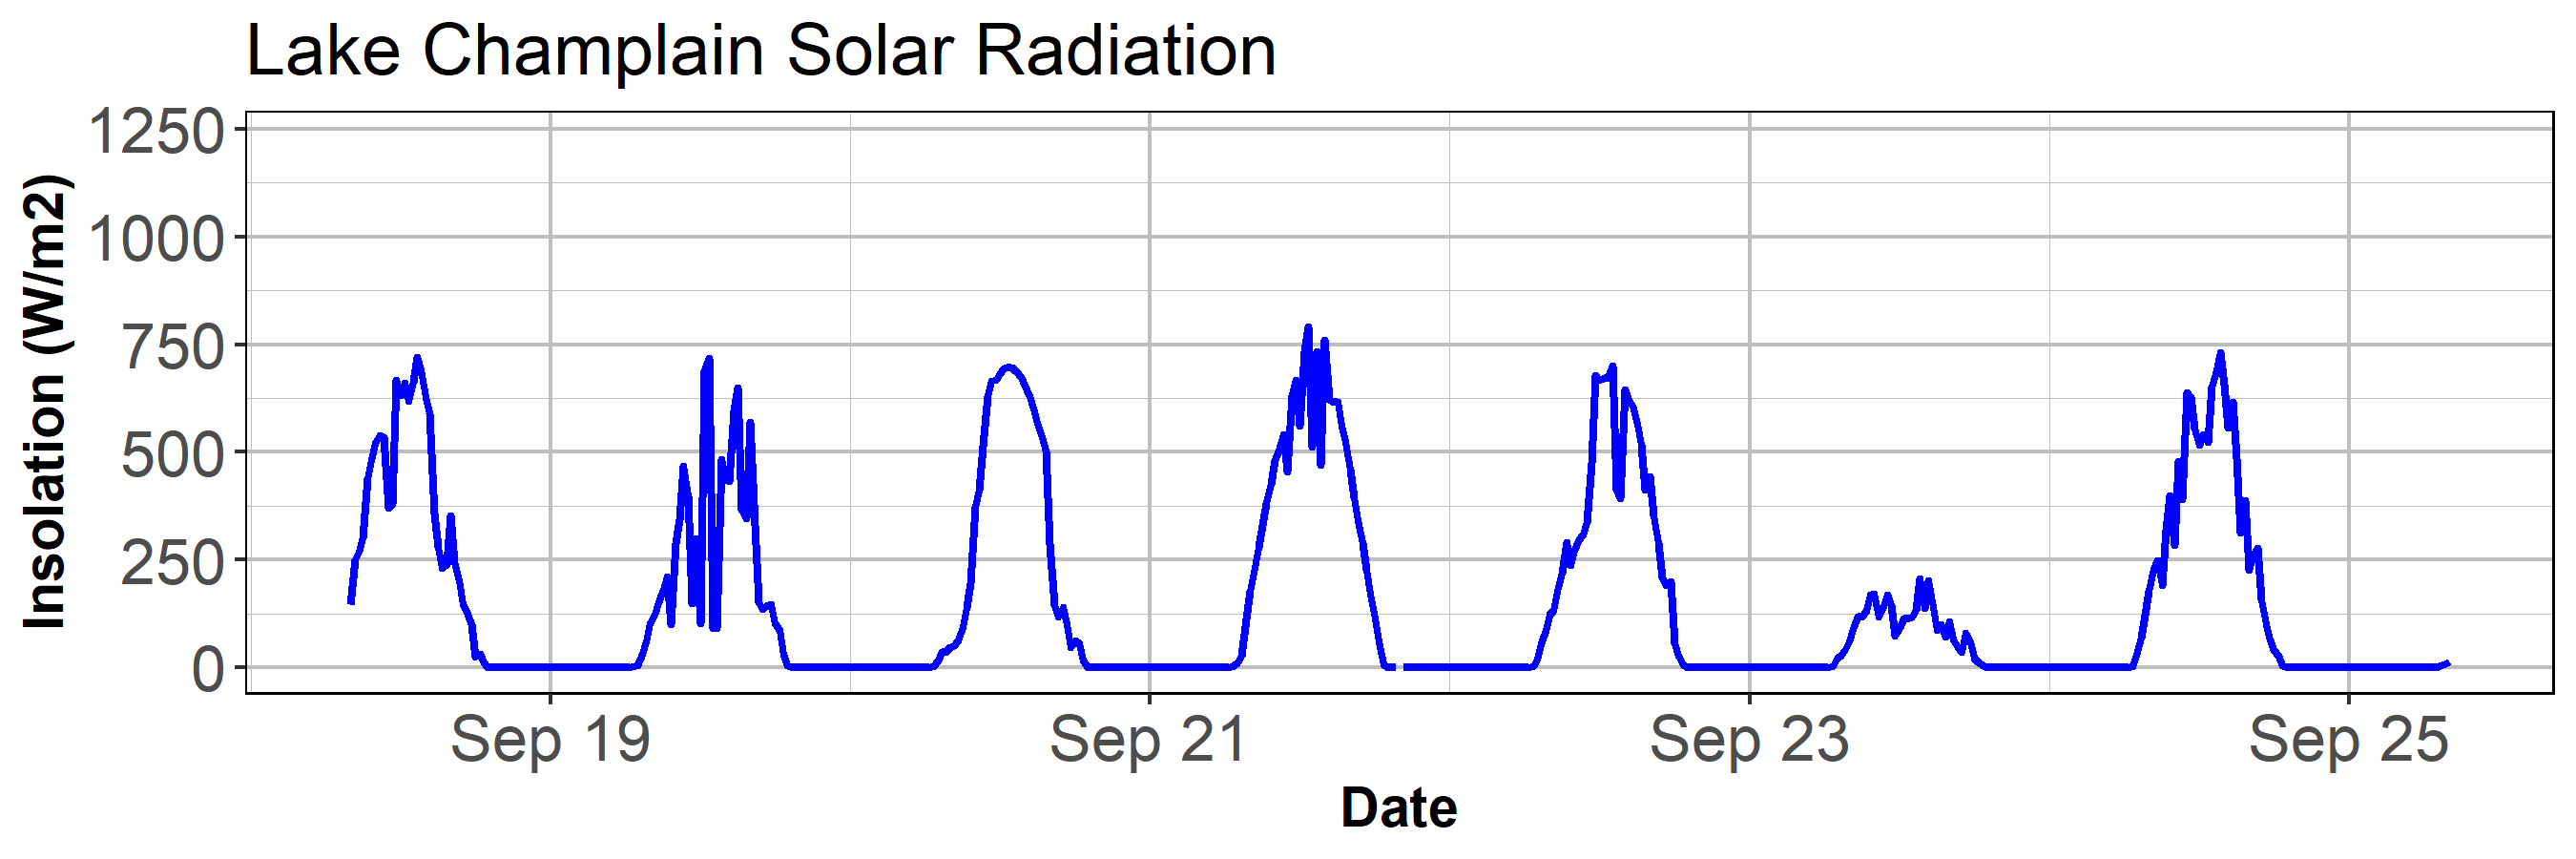 Lake Champlain Solar Radiation
1250
1000
750
500
250
0
Insolation (W/m2)
Sep 19 Sep 21 Sep 23 Sep 25
Date